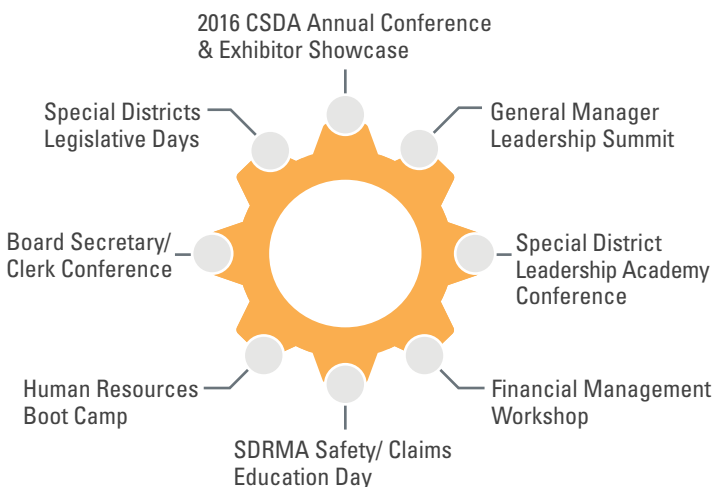 2016 CSDA Annual Conference
& Exhibitor Showcase
Special Districts
Legislative Days
General Manager
Leadership Summit
Board Secretary/
Clerk Conference
Special District
Leadership Academy
Conference
Human Resources
Boot Camp
Financial Management
Workshop
SDRMA Safety/ Claims
Education Day